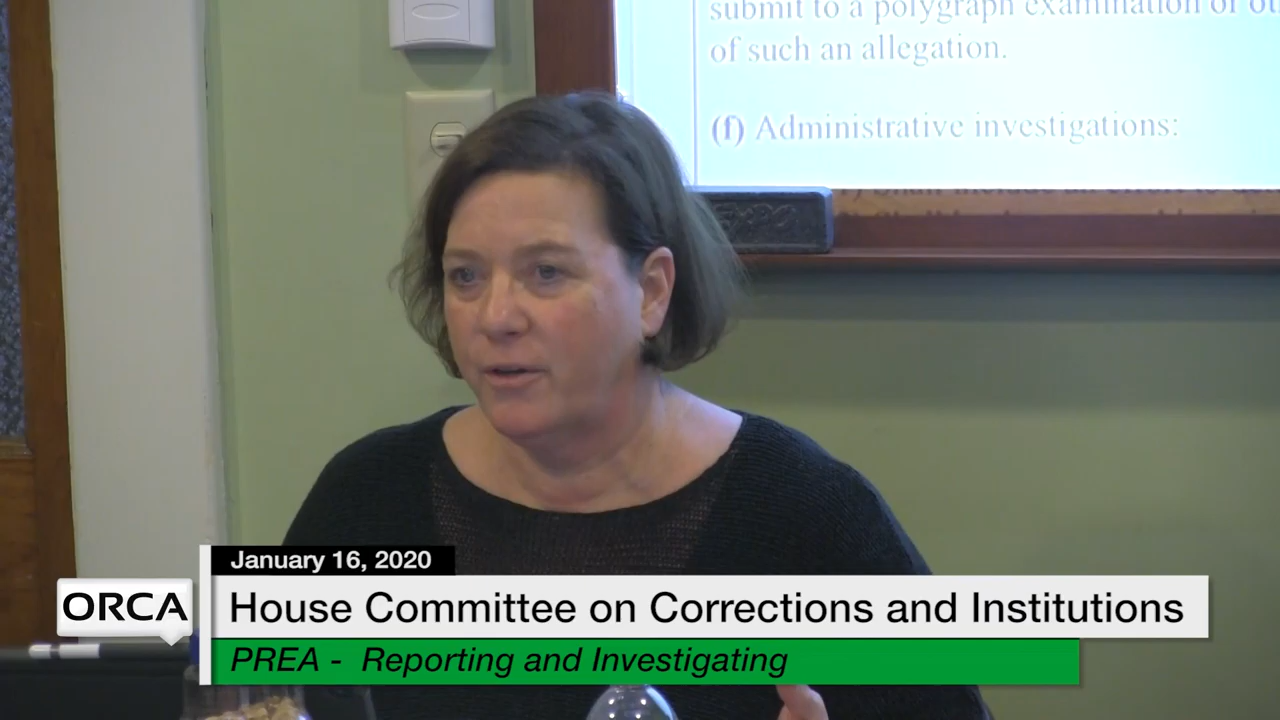 submit to a polygraph examination or
of such an allegation.
(f) Administrative investigations:
January 16, 2020
ORCA
House Committee on Corrections and Institutions
PREA - Reporting and Investigating